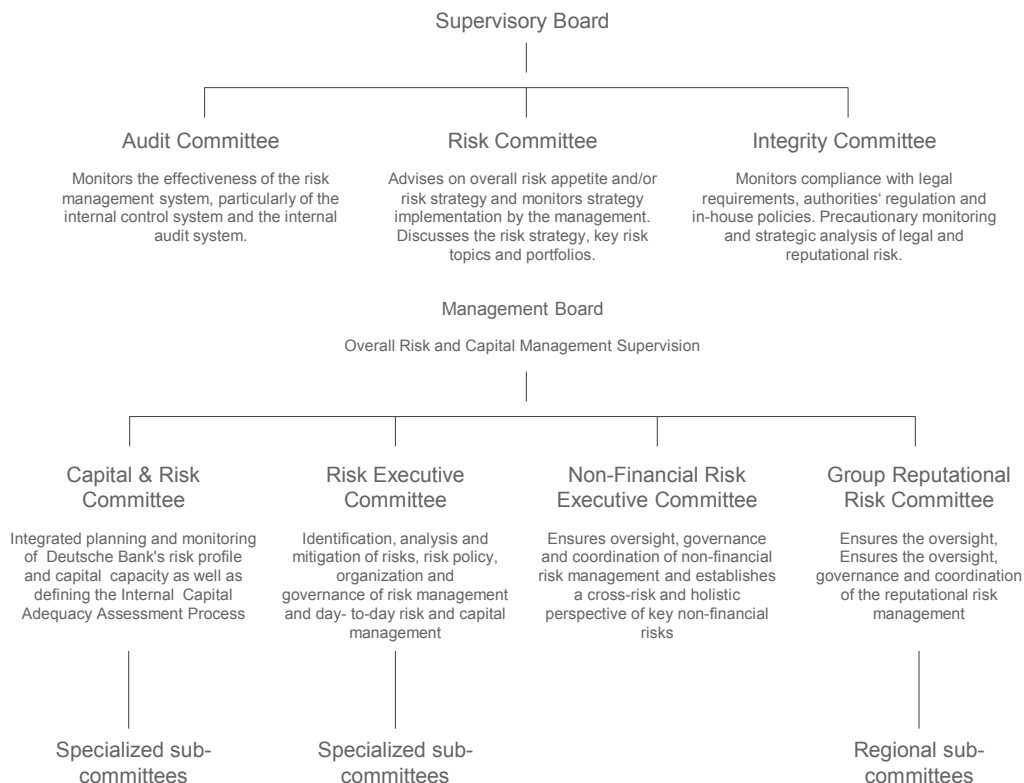 Supervisory Board
Audit Committee
Monitors the effectiveness of the risk
management system, particularly of the
internal control system and the internal
audit system.
Risk Committee
Advises on overall risk appetite and/or
risk strategy and monitors strategy
implementation by the management.
Discusses the risk strategy, key risk
topics and portfolios.
Integrity Committee
Monitors compliance with legal
requirements, authorities‘ regulation and
in-house policies. Precautionary monitoring
and strategic analysis of legal and
reputational risk.
Management Board
Overall Risk and Capital Management Supervision
Capital & Risk
Committee
Integrated planning and monitoring
of Deutsche Bank's risk profile
and capital capacity as well as
defining the Internal Capital
Adequacy Assessment Process
Specialized sub-
committees
Risk Executive
Committee
Identification, analysis and
mitigation of risks, risk policy,
organization and
governance of risk management
and day- to-day risk and capital
management
Specialized sub-
committees
Non-Financial Risk
Executive Committee
Ensures oversight, governance
and coordination of non-financial
risk management and establishes
a cross-risk and holistic
perspective of key non-financial
risks
Group Reputational
Risk Committee
Ensures the oversight,
Ensures the oversight,
governance and coordination
of the reputational risk
management
Regional sub-
committees